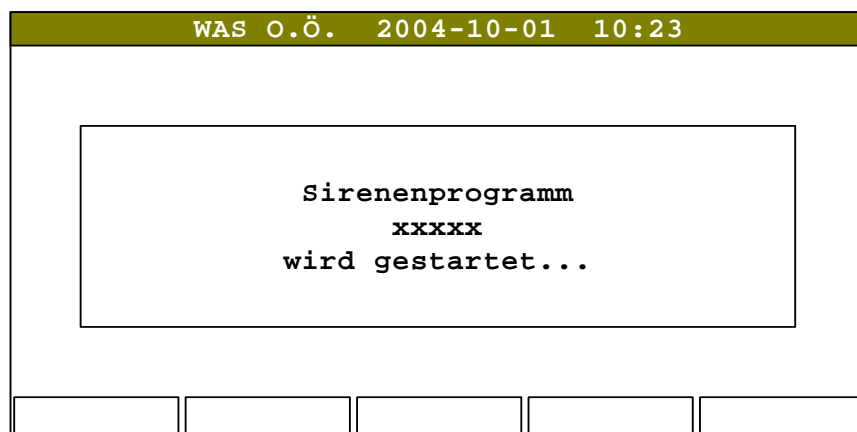 WAS O.Ö. 2004-10-01 10:23
Sirenenprogramm
xxxxx
wird gestartet...